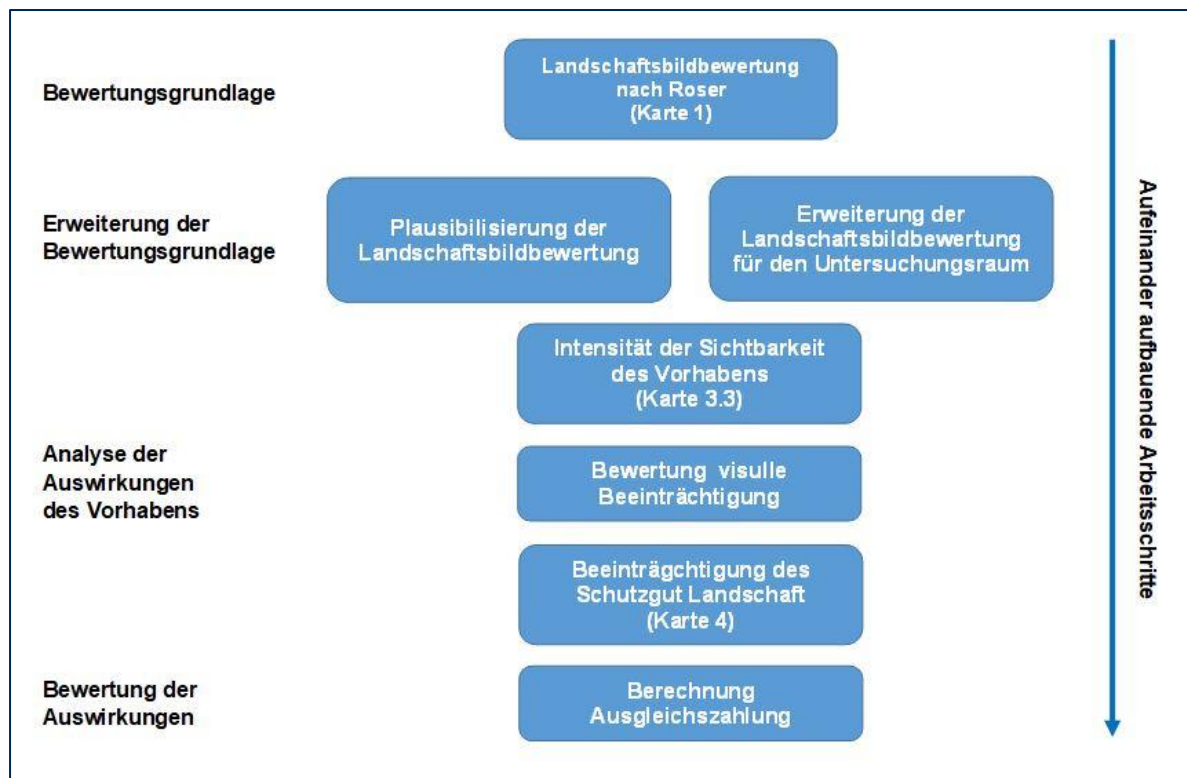 Bewertungsgrundlage
Landschaftsbildbewertung
nach Roser
(Karte 1)
Erweiterung der
Bewertungsgrundlage
Plausibilisierung der
Landschaftsbildbewertung
Erweiterung der
Landschaftsbildbewertung
für den Untersuchungsraum
Intensität der Sichtbarkeit
des Vorhabens
(Karte 3.3)
Analyse der
Auswirkungen
des Vorhabens
Bewertung visulle
Beeinträchtigung
Beeinträgchtigung des
Schutzgut Landschaft
(Karte 4)
Bewertung der
Auswirkungen
Berechnung
Ausgleichszahlung
Aufeinander aufbauende Arbeitsschritte